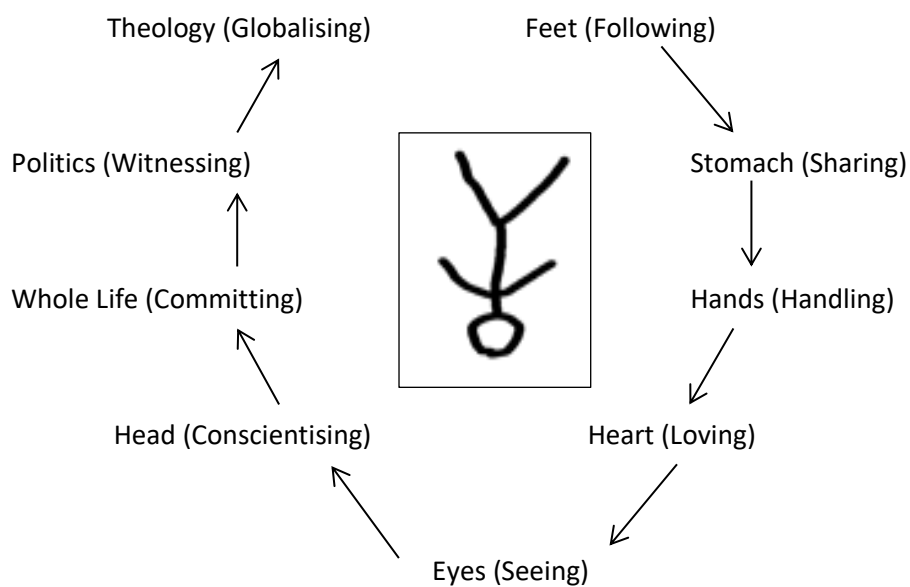 Theology (Globalising)
Feet (Following)
Politics (Witnessing)
Stomach (Sharing)
Whole Life (Committing)
Hands (Handling)
Head (Conscientising)
Heart (Loving)
Eyes (Seeing)